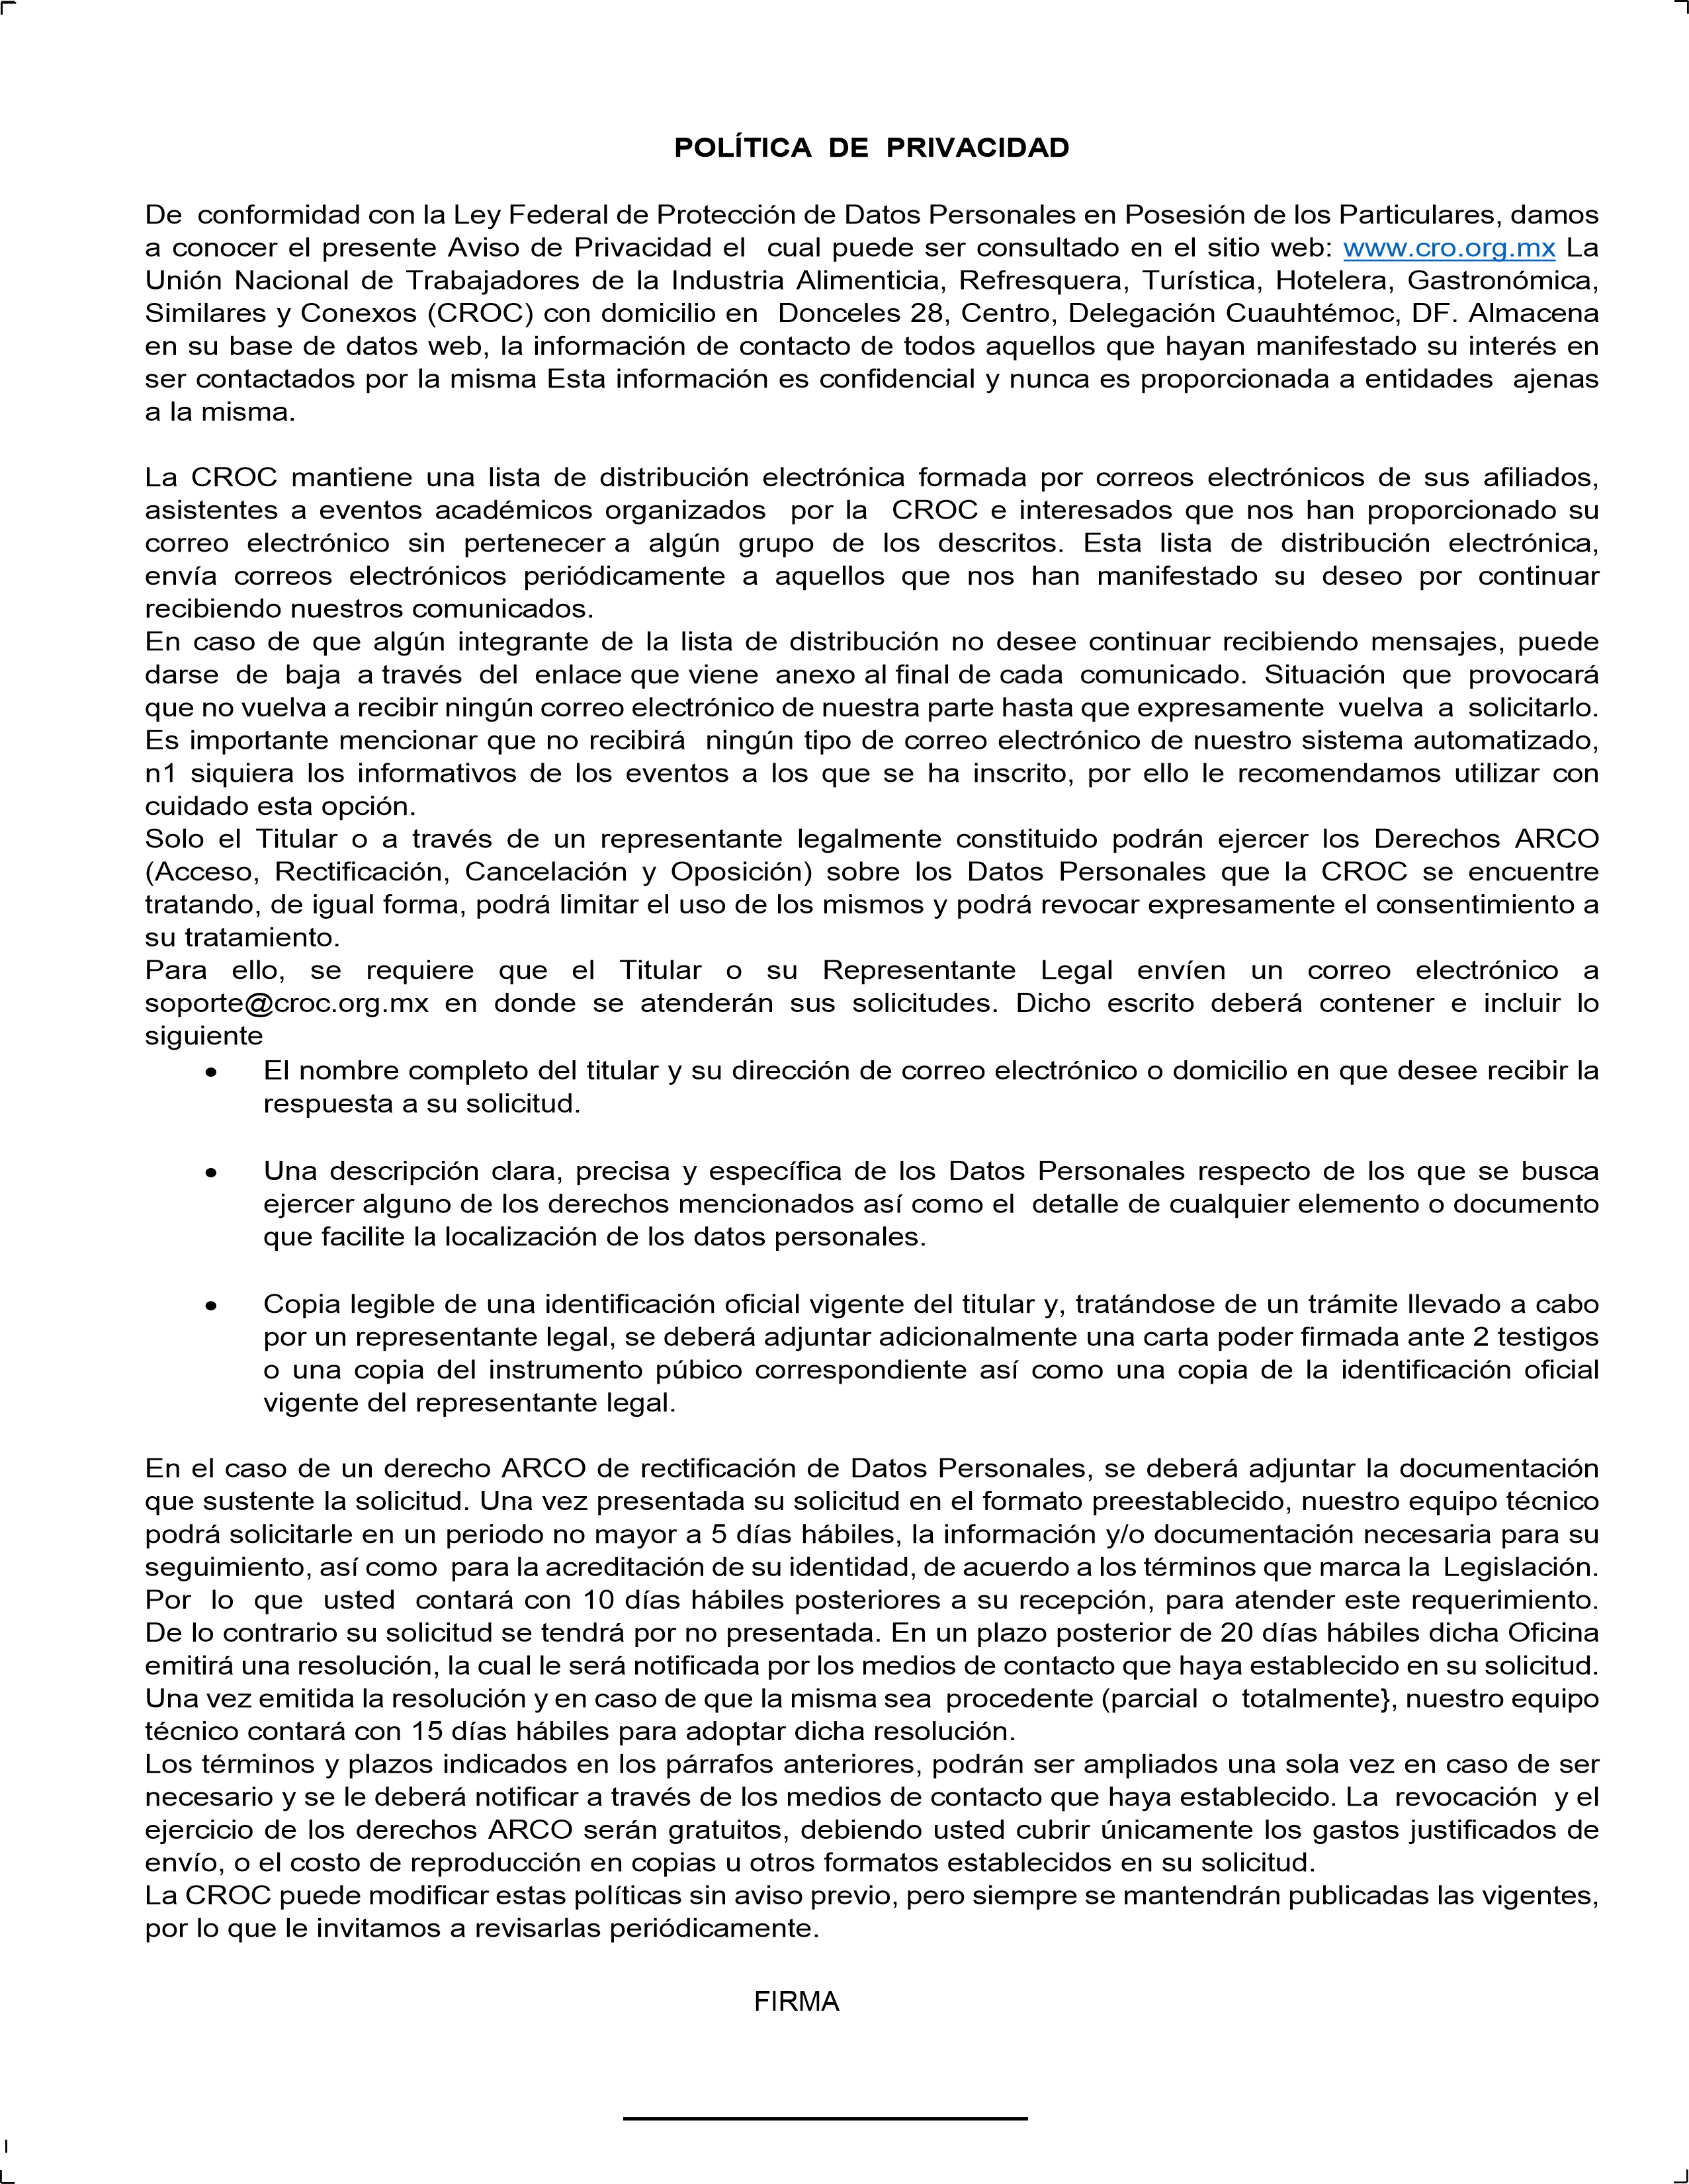 POLÍTICA DE PRIVACIDAD
De conformidad con la Ley Federal de Protección de Datos Personales en Posesión de los Particulares, damos
a conocer el presente Aviso de Privacidad el cual puede ser consultado en el sitio web: www.cro.org.mx La
Unión Nacional de Trabajadores de la Industria Alimenticia, Refresquera, Turística, Hotelera, Gastronómica,
Similares y Conexos (CROC) con domicilio en Donceles 28, Centro, Delegación Cuauhtémoc, DF. Almacena
en su base de datos web, la información de contacto de todos aquellos que hayan manifestado su interés en
ser contactados por la misma Esta información es confidencial y nunca es proporcionada a entidades ajenas
a la misma.
La CROC mantiene una lista de distribución electrónica formada por correos electrónicos de sus afiliados,
asistentes a eventos académicos organizados por la CROC e interesados que nos han proporcionado su
correo electrónico sin pertenecer a algún grupo de los descritos. Esta lista de distribución electrónica,
envía correos electrónicos periódicamente a aquellos que nos han manifestado su deseo por continuar
recibiendo nuestros comunicados.
En caso de que algún integrante de la lista de distribución no desee continuar recibiendo mensajes, puede
darse de baja a través del enlace que viene anexo al final de cada comunicado. Situación que provocará
que no vuelva a recibir ningún correo electrónico de nuestra parte hasta que expresamente vuelva a solicitarlo.
Es importante mencionar que no recibirá ningún tipo de correo electrónico de nuestro sistema automatizado,
n1 siquiera los informativos de los eventos a los que se ha inscrito, por ello le recomendamos utilizar con
cuidado esta opción.
Solo el Titular o a través de un representante legalmente constituido podrán ejercer los Derechos ARCO
(Acceso, Rectificación, Cancelación y Oposición) sobre los Datos Personales que la CROC se encuentre
tratando, de igual forma, podrá limitar el uso de los mismos y podrá revocar expresamente el consentimiento a
su tratamiento.
Para ello, se requiere que el Titular o su Representante Legal envíen un correo electrónico a
soporte@croc.org.mx en donde se atenderán sus solicitudes. Dicho escrito deberá contener e incluir lo
siguiente
• El nombre completo del titular y su dirección de correo electrónico o domicilio en que desee recibir la
respuesta a su solicitud.
• Una descripción clara, precisa y específica de los Datos Personales respecto de los que se busca
ejercer alguno de los derechos mencionados así como el detalle de cualquier elemento o documento
que facilite la localización de los datos personales.
• Copia legible de una identificación oficial vigente del titular y, tratándose de un trámite llevado a cabo
por un representante legal, se deberá adjuntar adicionalmente una carta poder firmada ante 2 testigos
o una copia del instrumento púbico correspondiente así como una copia de la identificación oficial
vigente del representante legal.
En el caso de un derecho ARCO de rectificación de Datos Personales, se deberá adjuntar la documentación
que sustente la solicitud. Una vez presentada su solicitud en el formato preestablecido, nuestro equipo técnico
podrá solicitarle en un periodo no mayor a 5 días hábiles, la información y/o documentación necesaria para su
seguimiento, así como para la acreditación de su identidad, de acuerdo a los términos que marca la Legislación.
Por lo que usted contará con 10 días hábiles posteriores a su recepción, para atender este requerimiento.
De lo contrario su solicitud se tendrá por no presentada. En un plazo posterior de 20 días hábiles dicha Oficina
emitirá una resolución, la cual le será notificada por los medios de contacto que haya establecido en su solicitud.
Una vez emitida la resolución y en caso de que la misma sea procedente (parcial o totalmente}, nuestro equipo
técnico contará con 15 días hábiles para adoptar dicha resolución.
Los términos y plazos indicados en los párrafos anteriores, podrán ser ampliados una sola vez en caso de ser
necesario y se le deberá notificar a través de los medios de contacto que haya establecido. La revocación y el
ejercicio de los derechos ARCO serán gratuitos, debiendo usted cubrir únicamente los gastos justificados de
envío, o el costo de reproducción en copias u otros formatos establecidos en su solicitud.
La CROC puede modificar estas políticas sin aviso previo, pero siempre se mantendrán publicadas las vigentes,
por lo que le invitamos a revisarlas periódicamente.
FIRMA